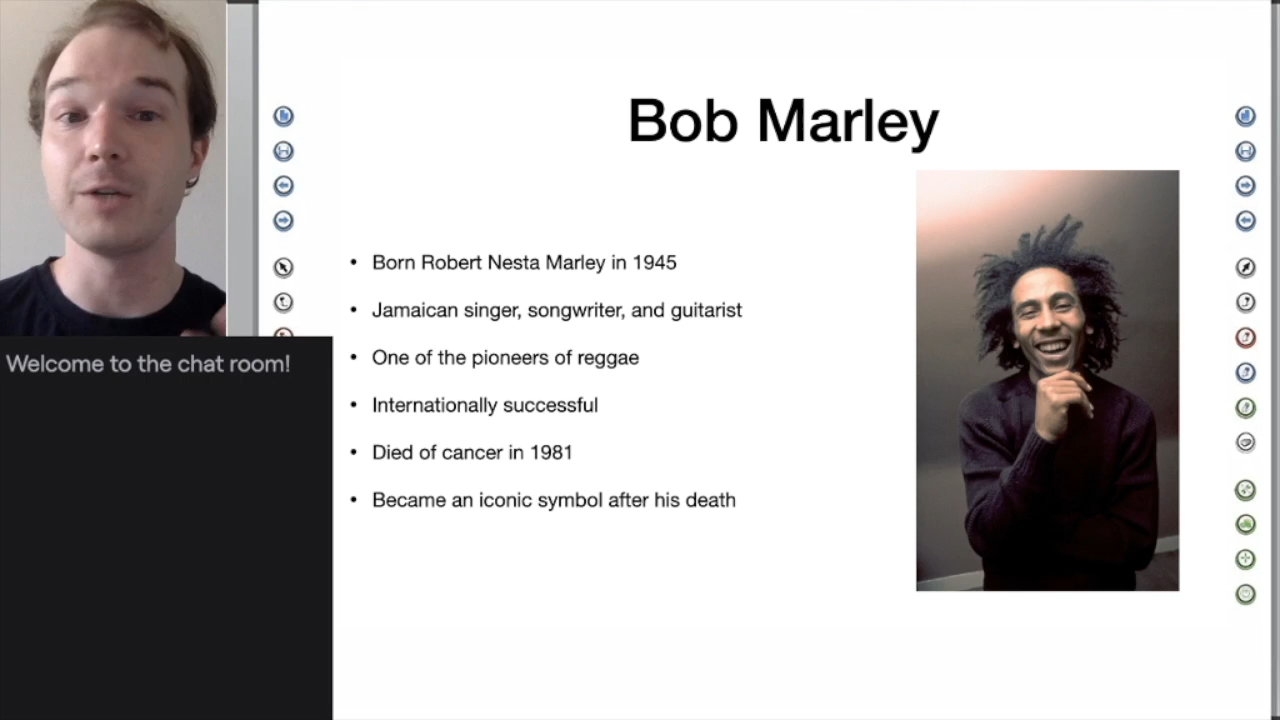 Bob Marley
• Born Robert Nesta Marley in 1945
• Jamaican singer, songwriter, and guitarist
• One of the pioneers of reggae
• Internationally successful
• Died of cancer in 1981
• Became an iconic symbol after his death
Welcome to the chat room!